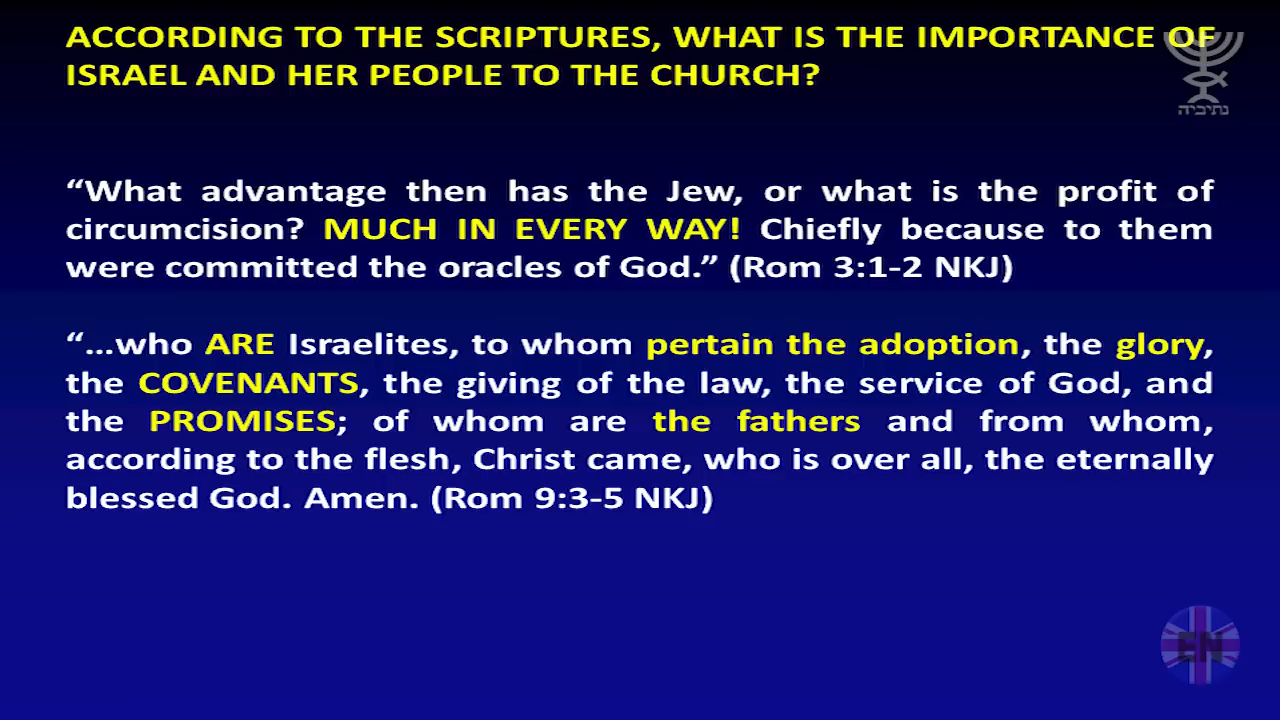 ACCORDING TO THE SCRIPTURES, WHAT IS THE IMPORTANCE OF
ISRAEL AND HER PEOPLE TO THE CHURCH?
נתיביה
“What advantage then has the Jew, or what is the profit of
circumcision? MUCH IN EVERY WAY! Chiefly because to them
were committed the oracles of God.” (Rom 3:1-2 NKJ)
“...who ARE Israelites, to whom pertain the adoption, the glory,
the COVENANTS, the giving of the law, the service of God, and
the PROMISES; of whom are the fathers and from whom,
according to the flesh, Christ came, who is over all, the eternally
blessed God. Amen. (Rom 9:3-5 NKJ)
EN